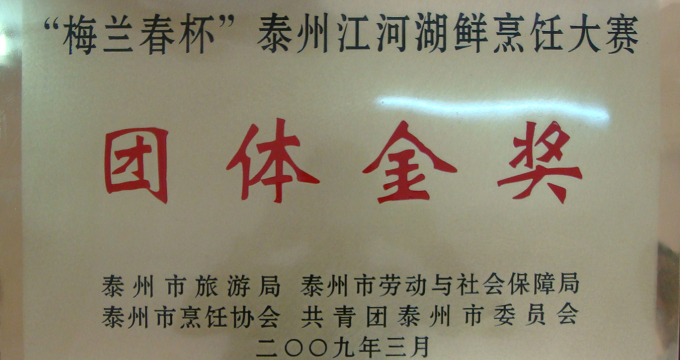 “梅兰春杯”泰州江河湖鲜烹饪大赛
团体金奖
泰州市旅游局 泰州市劳动与社会保障局
泰州市烹饪协会 共青团泰州市委员会
二〇〇九年三月